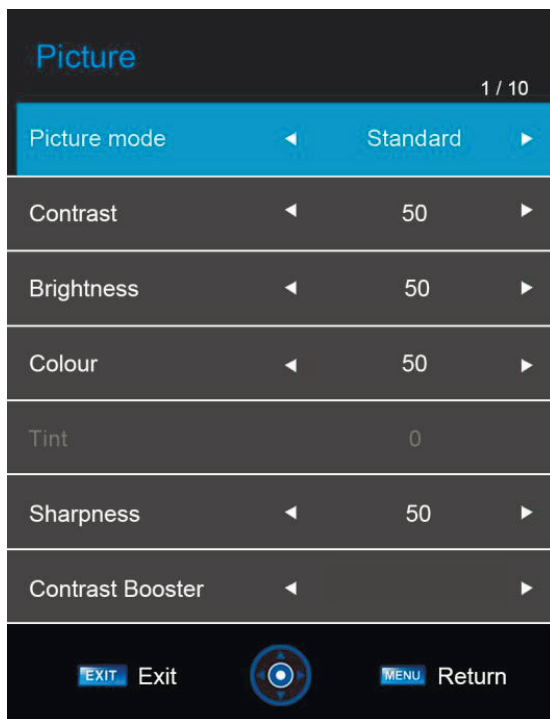 Picture
1 / 10
Picture mode ◄ Standard ►
Contrast ◄ 50 ►
Brightness ◄ 50 ►
Colour ◄ 50 ►
Tint 0
Sharpness ◄ 50 ►
Contrast Booster ◄ ►
EXIT Exit MENU Return